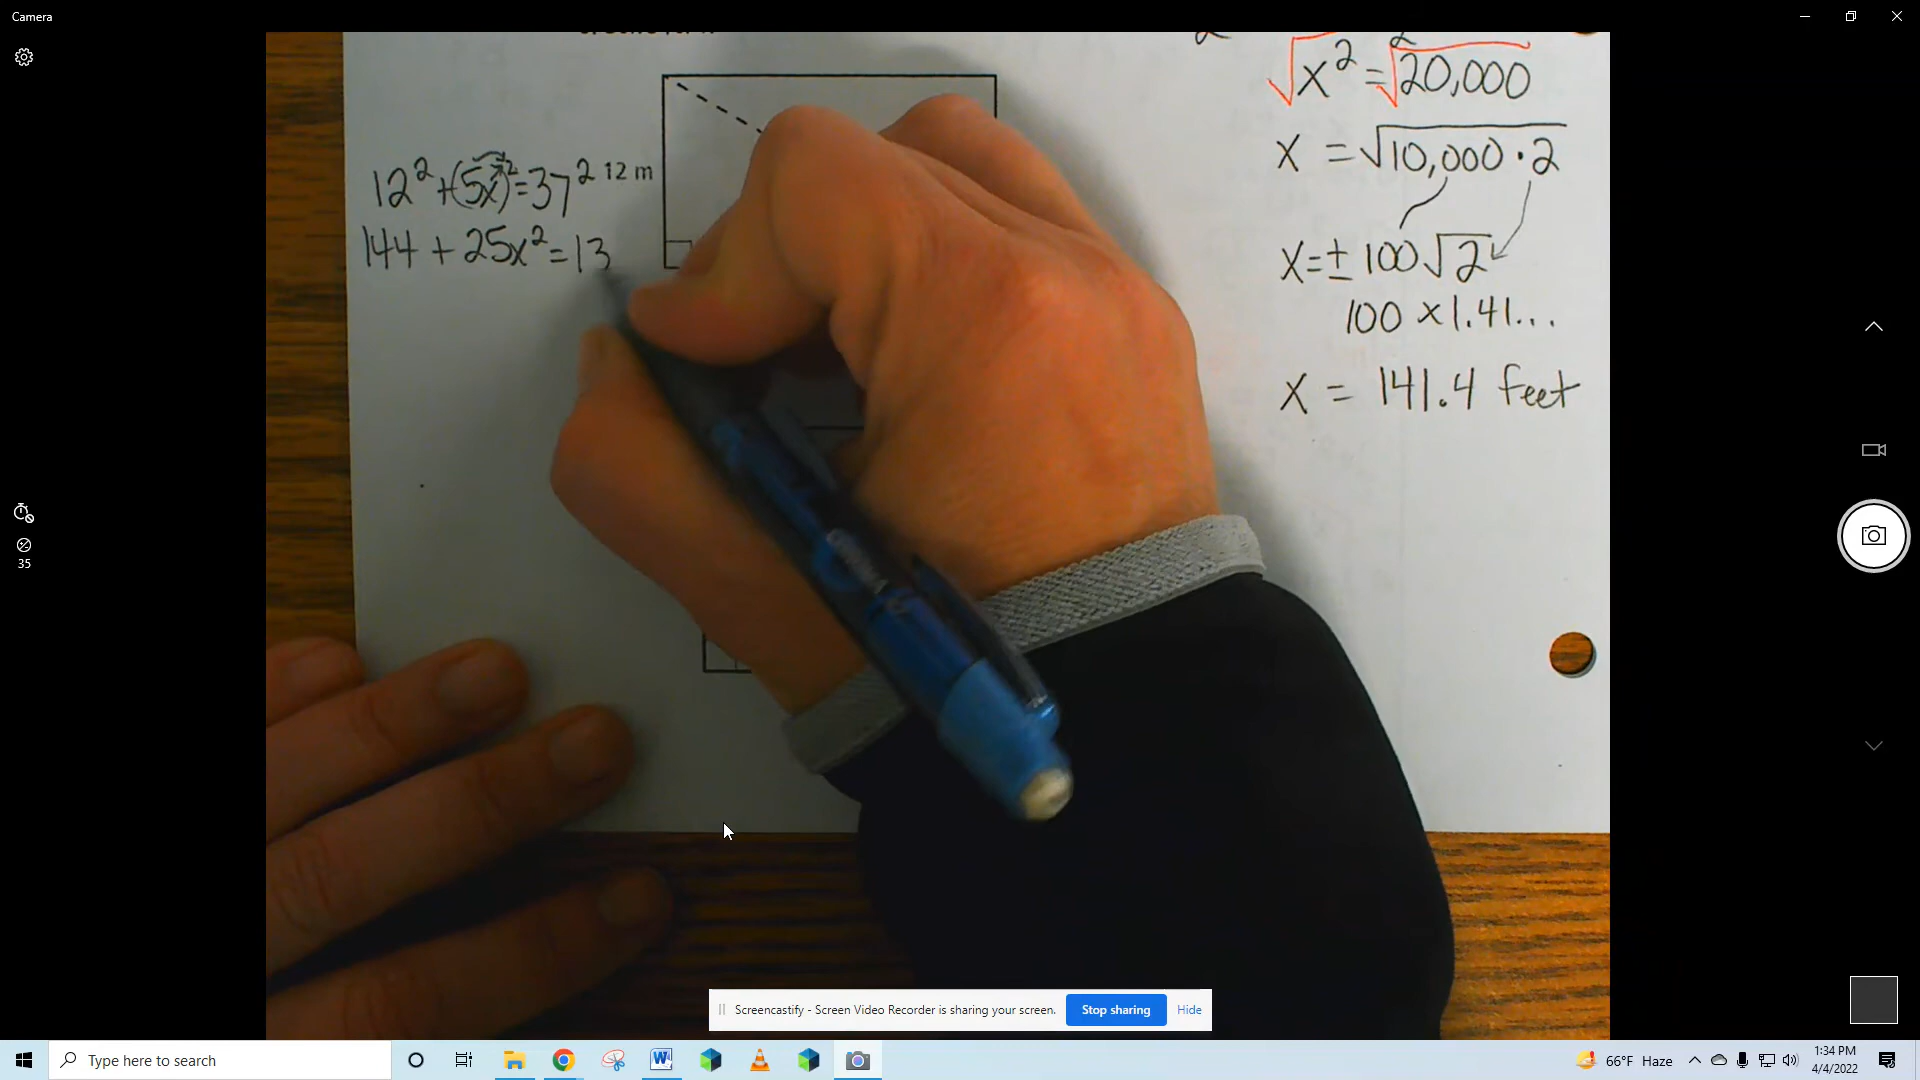 Camera
12² + (5x)² = 37²
12 m
144 + 25x² = 13
√x² = √20,000
x = √10,000 · 2
x = ± 100√2
100 x 1.41...
x = 141.4 feet
35
Screencastify - Screen Video Recorder is sharing your screen.
Stop sharing
Hide
Type here to search
66°F Haze
1:34 PM
4/4/2022